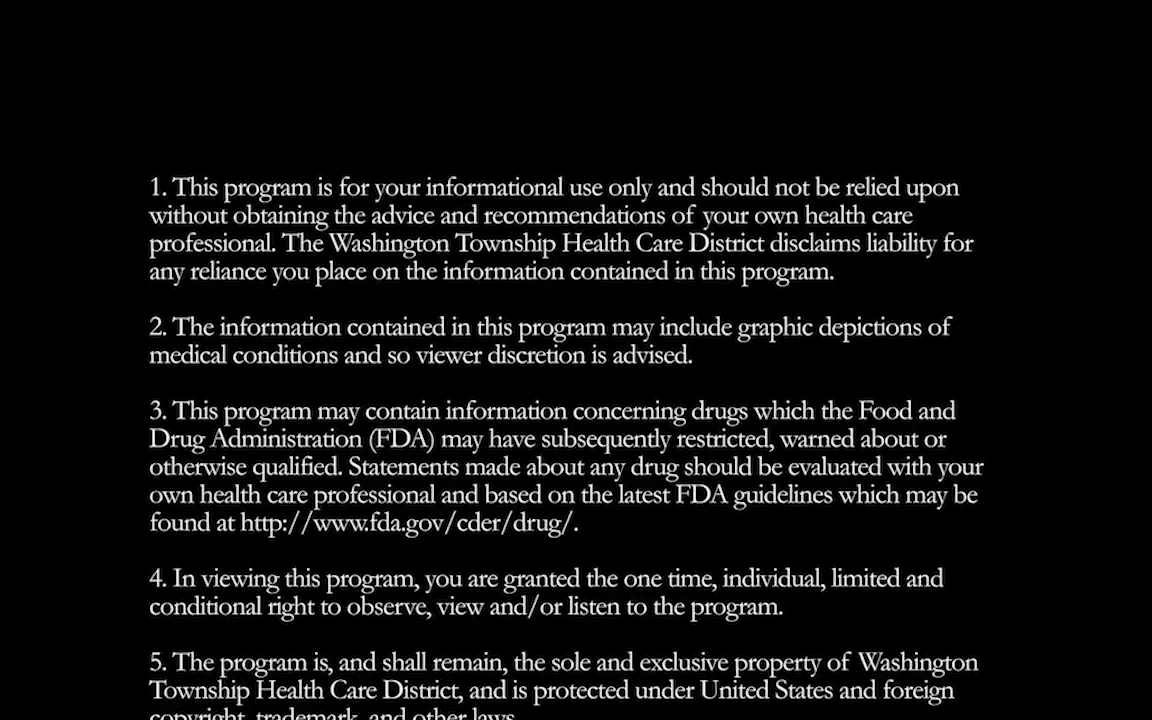 1. This program is for your informational use only and should not be relied upon
without obtaining the advice and recommendations of your own health care
professional. The Washington Township Health Care District disclaims liability for
any reliance you place on the information contained in this program.
2. The information contained in this program may include graphic depictions of
medical conditions and so viewer discretion is advised.
3. This program may contain information concerning drugs which the Food and
Drug Administration (FDA) may have subsequently restricted, warned about or
otherwise qualified. Statements made about any drug should be evaluated with your
own health care professional and based on the latest FDA guidelines which may be
found at http://www.fda.gov/cder/drug/.
4. In viewing this program, you are granted the one time, individual, limited and
conditional right to observe, view and/or listen to the program.
5. The program is, and shall remain, the sole and exclusive property of Washington
Township Health Care District, and is protected under United States and foreign
copyright, trademark, and other laws.